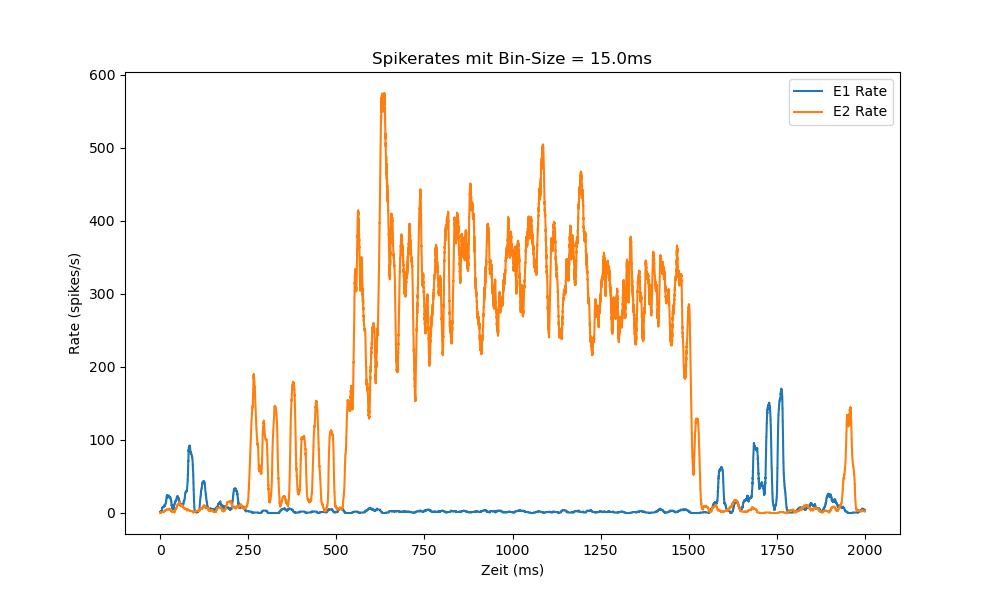 Spikerates mit Bin-Size = 15.0ms
E1 Rate
E2 Rate
600
500
400
300
200
100
0
Rate (spikes/s)
0 250 500 750 1000 1250 1500 1750 2000
Zeit (ms)